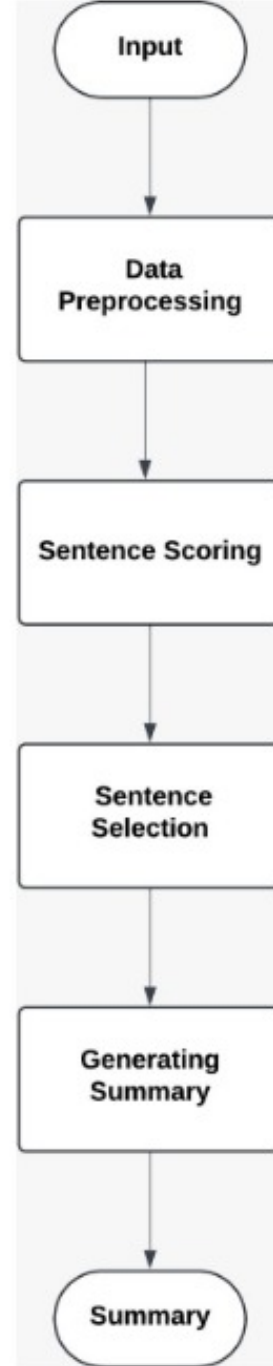 Input
Data
Preprocessing
Sentence Scoring
Sentence
Selection
Generating
Summary
Summary